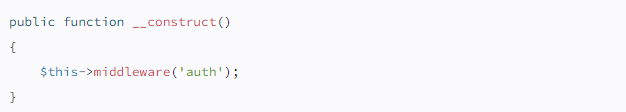 public function __construct()
{
    $this->middleware('auth');
}